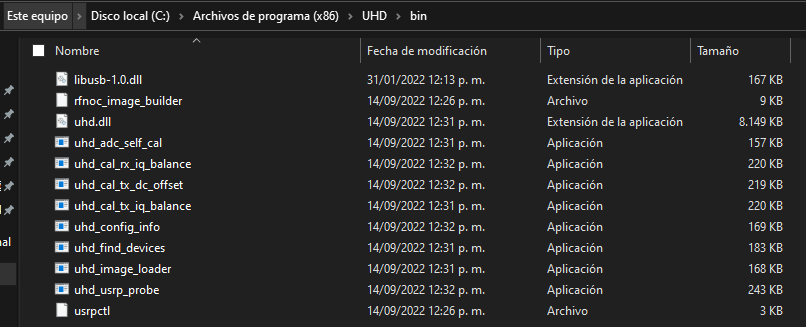 Este equipo > Disco local (C:) > Archivos de programa (x86) > UHD > bin
Nombre Fecha de modificación Tipo Tamaño
libusb-1.0.dll 31/01/2022 12:13 p. m. Extensión de la aplicación 167 KB
rfnoc_image_builder 14/09/2022 12:26 p. m. Archivo 9 KB
uhd.dll 14/09/2022 12:31 p. m. Extensión de la aplicación 8.149 KB
uhd_adc_self_cal 14/09/2022 12:31 p. m. Aplicación 157 KB
uhd_cal_rx_iq_balance 14/09/2022 12:32 p. m. Aplicación 220 KB
uhd_cal_tx_dc_offset 14/09/2022 12:32 p. m. Aplicación 219 KB
uhd_cal_tx_iq_balance 14/09/2022 12:31 p. m. Aplicación 220 KB
uhd_config_info 14/09/2022 12:32 p. m. Aplicación 169 KB
uhd_find_devices 14/09/2022 12:31 p. m. Aplicación 183 KB
uhd_image_loader 14/09/2022 12:31 p. m. Aplicación 168 KB
uhd_usrp_probe 14/09/2022 12:32 p. m. Aplicación 243 KB
nal
usrpctl 14/09/2022 12:26 p. m. Archivo 3 KB